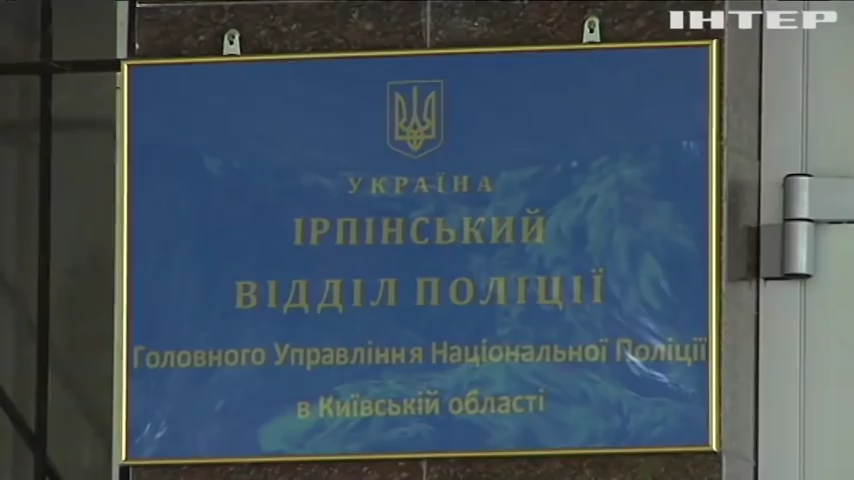 ІНТЕР
УКРАЇНА
ІРПІНСЬКИЙ
ВІДДІЛ ПОЛІЦІЇ
Головного Управління Національної Поліції
в Київській області